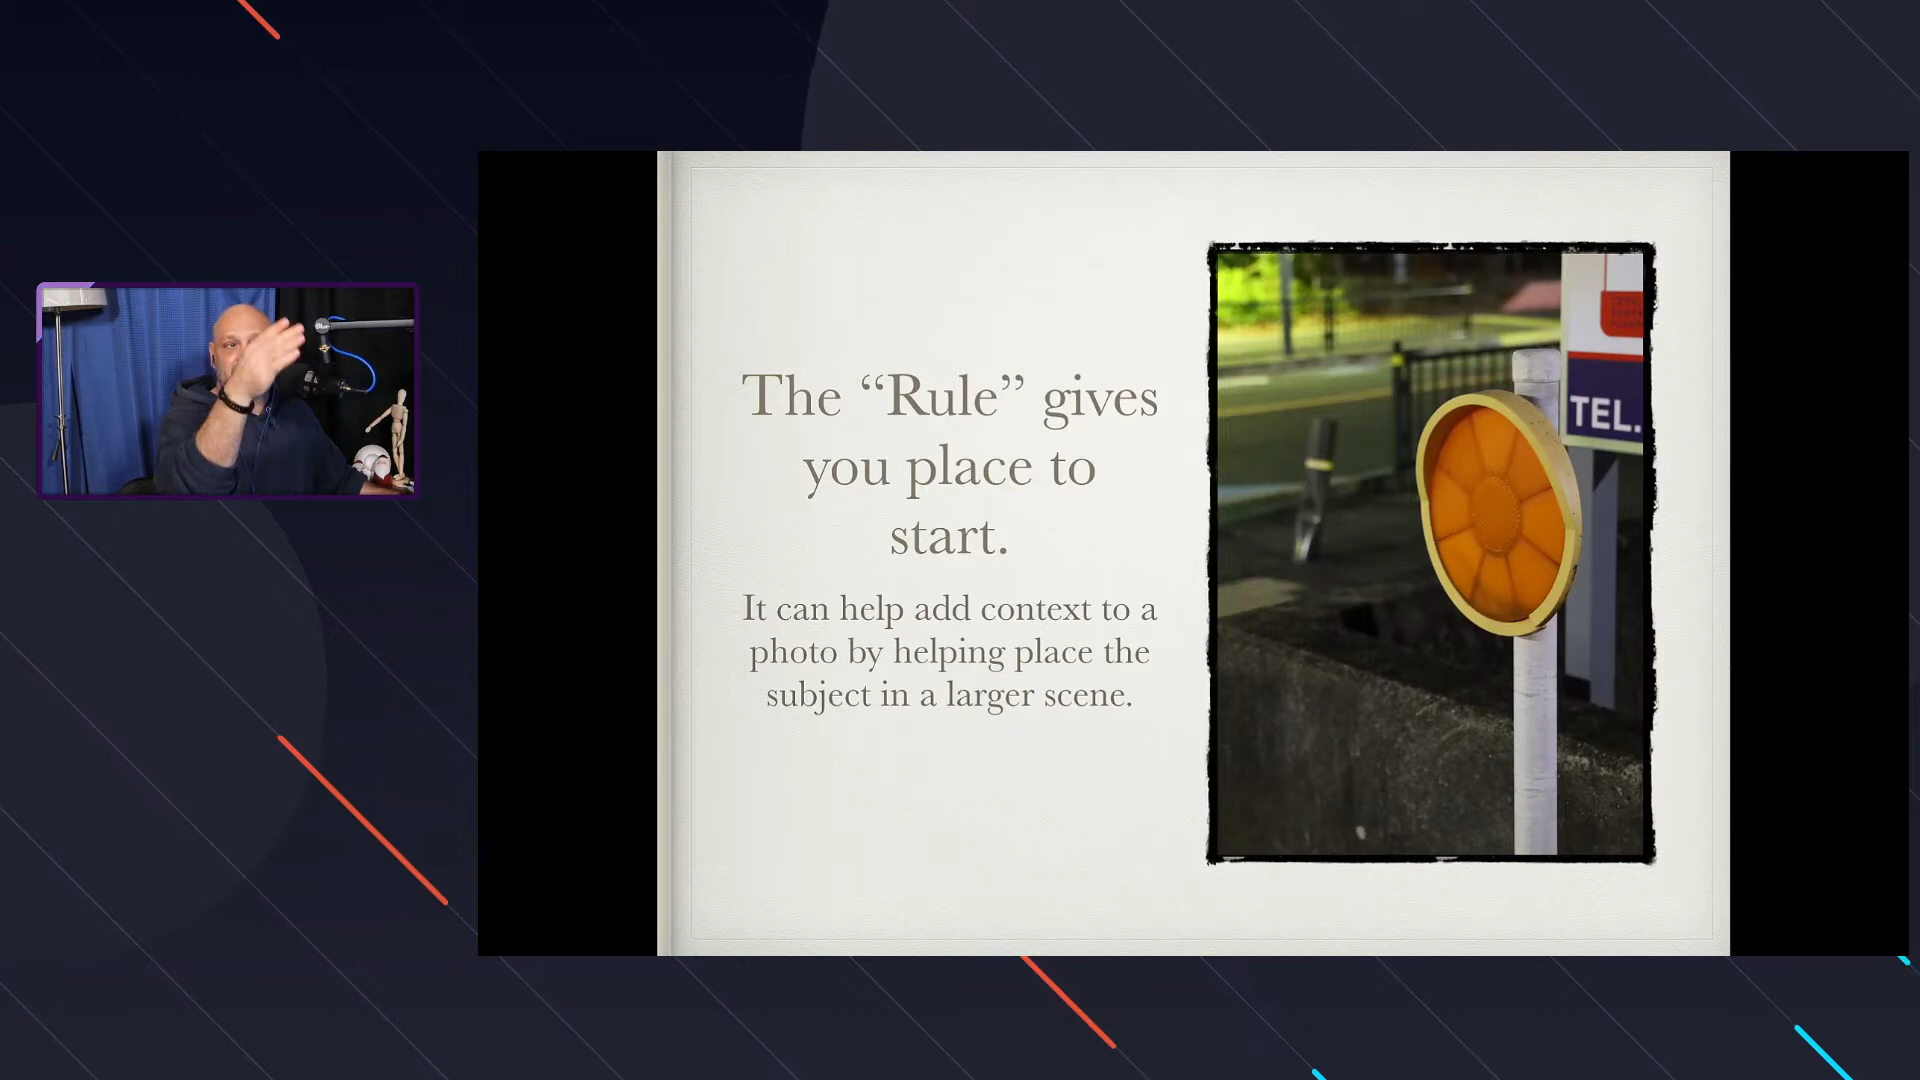 The “Rule” gives
you place to
start.
It can help add context to a
photo by helping place the
subject in a larger scene.
TEL.